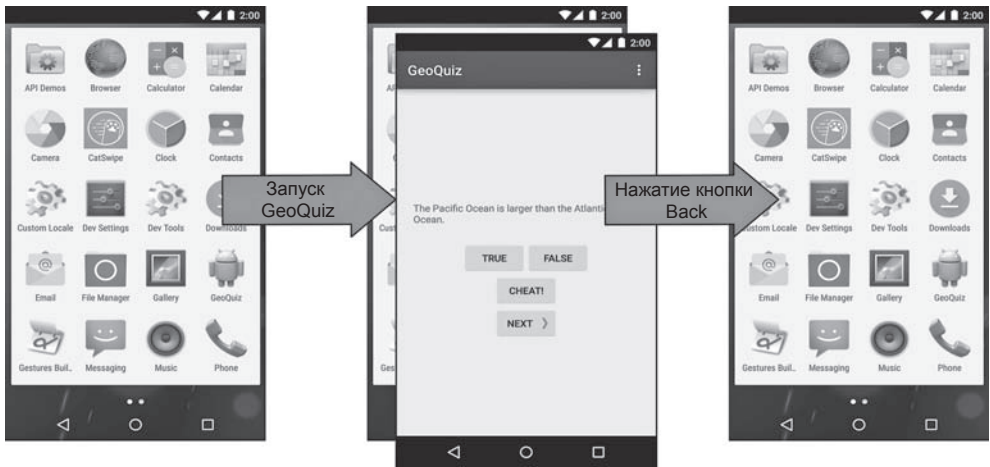 2:00
API Demos Browser Calculator Calendar
Camera CatSwipe Clock Contacts
Custom Locale Dev Settings Dev Tools Downloads
Email File Manager Gallery GeoQuiz
Gestures Buil.. Messaging Music Phone
Запуск
GeoQuiz
2:00
2:00
GeoQuiz
The Pacific Ocean is larger than the Atlantic
Ocean.
TRUE FALSE
CHEAT!
NEXT
Нажатие кнопки
Back
2:00
API Demos Browser Calculator Calendar
Camera CatSwipe Clock Contacts
stom Locale Dev Settings Dev Tools Downloads
Email File Manager Gallery GeoQuiz
Gestures Buil.. Messaging Music Phone